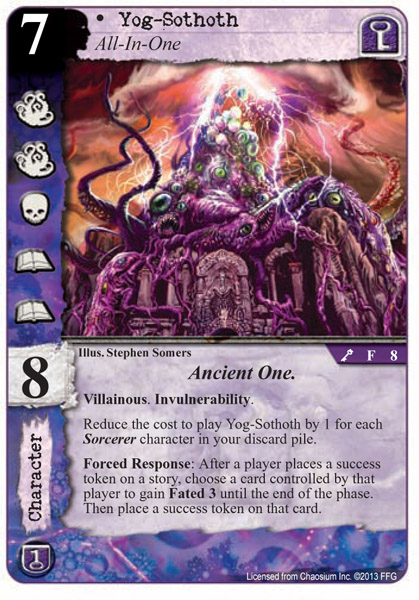 7
• Yog-Sothoth
All-In-One
Illus. Stephen Somers
F 8
8
Ancient One.
Villainous. Invulnerability.
Reduce the cost to play Yog-Sothoth by 1 for each
Sorcerer character in your discard pile.
Forced Response: After a player places a success
token on a story, choose a card controlled by that
player to gain Fated 3 until the end of the phase.
Then place a success token on that card.
Character
1
Licensed from Chaosium Inc. ©2013 FFG